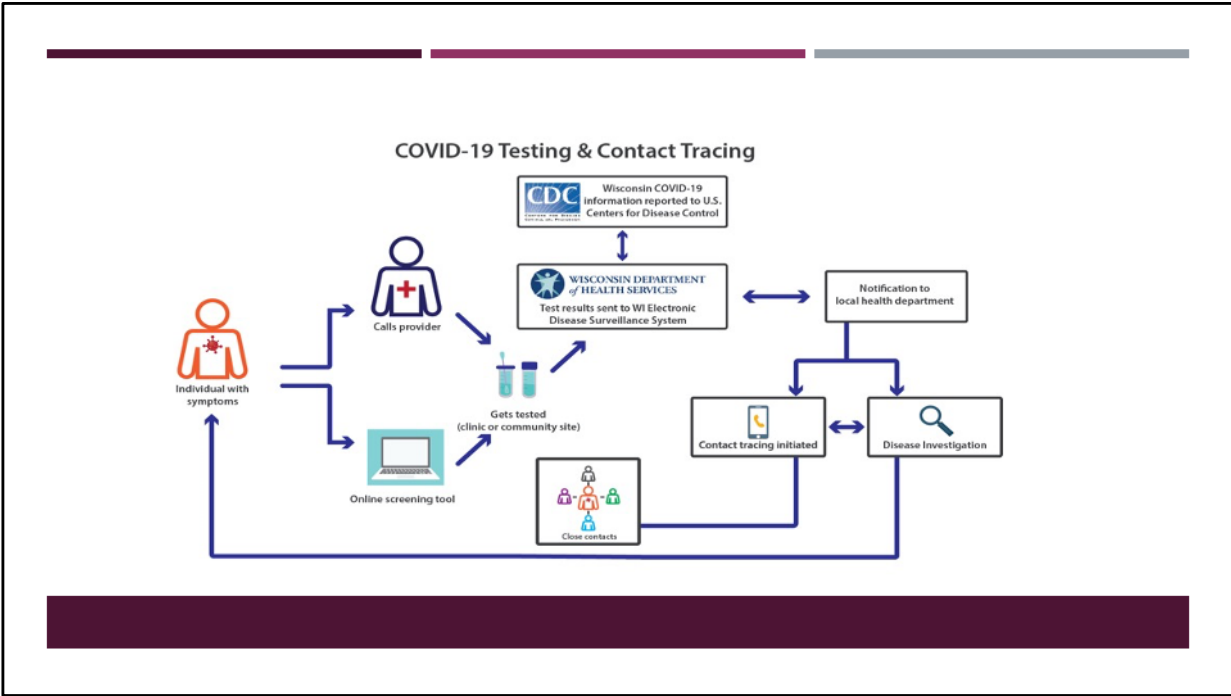 COVID-19 Testing & Contact Tracing
CDC
Wisconsin COVID-19
information reported to U.S.
Centers for Disease Control
WISCONSIN DEPARTMENT
of HEALTH SERVICES
Test results sent to WI Electronic
Disease Surveillance System
Notification to
local health department
Calls provider
Individual with
symptoms
Gets tested
(clinic or community site)
Online screening tool
Contact tracing initiated
Disease Investigation
Close contacts